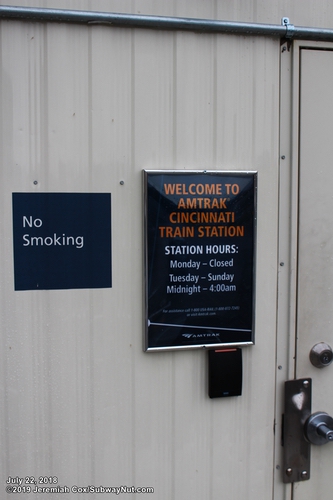 No
Smoking
WELCOME TO
AMTRAK
CINCINNATI
TRAIN STATION
STATION HOURS:
Monday – Closed
Tuesday – Sunday
Midnight – 4:00am
AMTRAK
July 22, 2018
©2019 Jeremiah Cox/SubwayNut.com